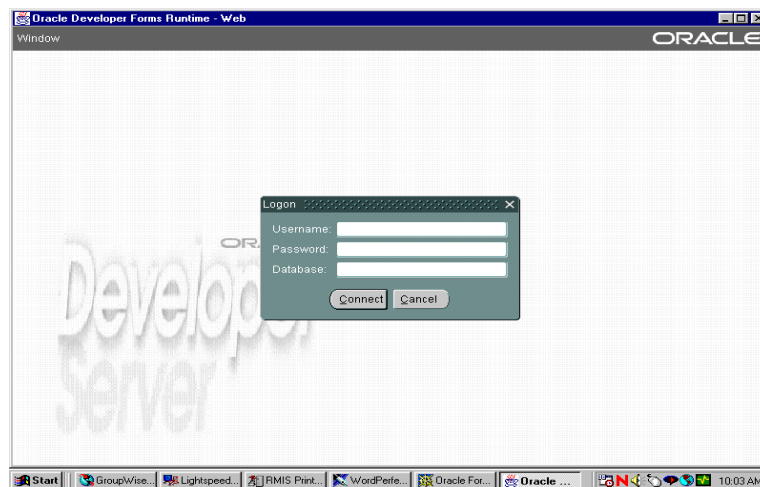 Oracle Developer Forms Runtime - Web
Window
ORACLE
Logon
Username:
Password:
Database:
Connect Cancel
OR
Developer
Server
Start GroupWise... Lightspeed... RMIS Print... WordPerfe... Oracle For... Oracle ... 10:03 AM